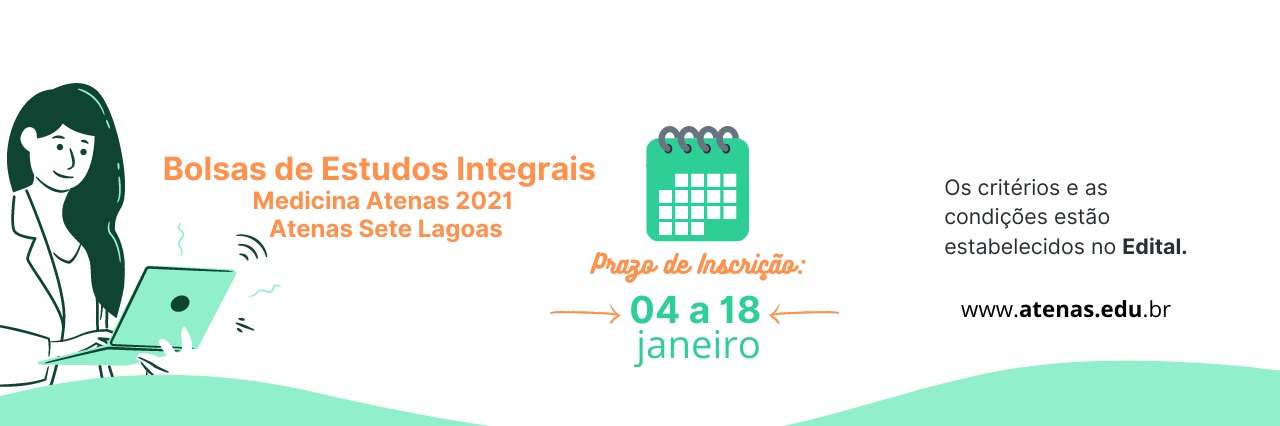 Bolsas de Estudos Integrais
Medicina Atenas 2021
Atenas Sete Lagoas
Prazo de Inscrição:
04 a 18
janeiro
Os critérios e as
condições estão
estabelecidos no Edital.
www.atenas.edu.br